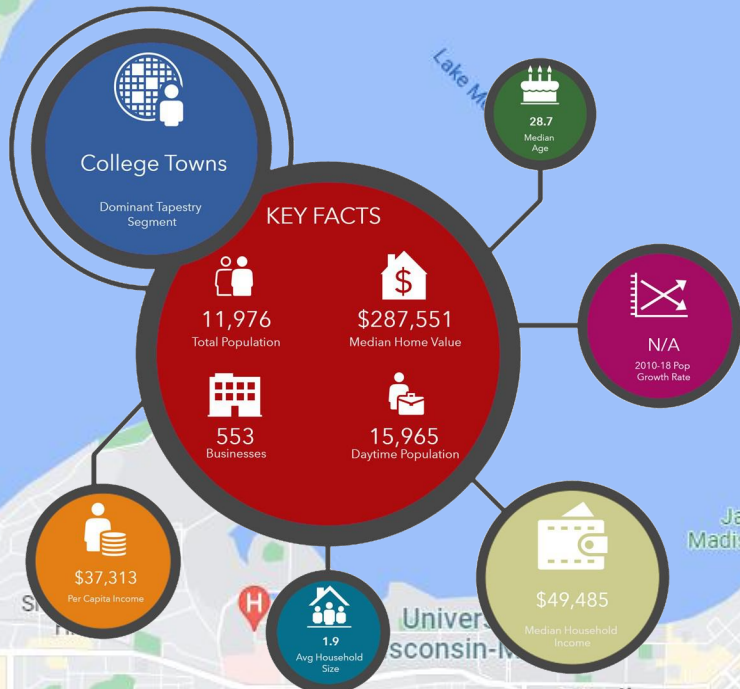 College Towns
Dominant Tapestry
Segment
KEY FACTS
11,976
Total Population
$287,551
Median Home Value
553
Businesses
15,965
Daytime Population
Lake
28.7
Median
Age
N/A
2010-18 Pop
Growth Rate
$37,313
Per Capita Income
1.9
Avg Household
Size
$49,485
Median Household
Income
H
Univers
sconsin-M
Ja
Madis